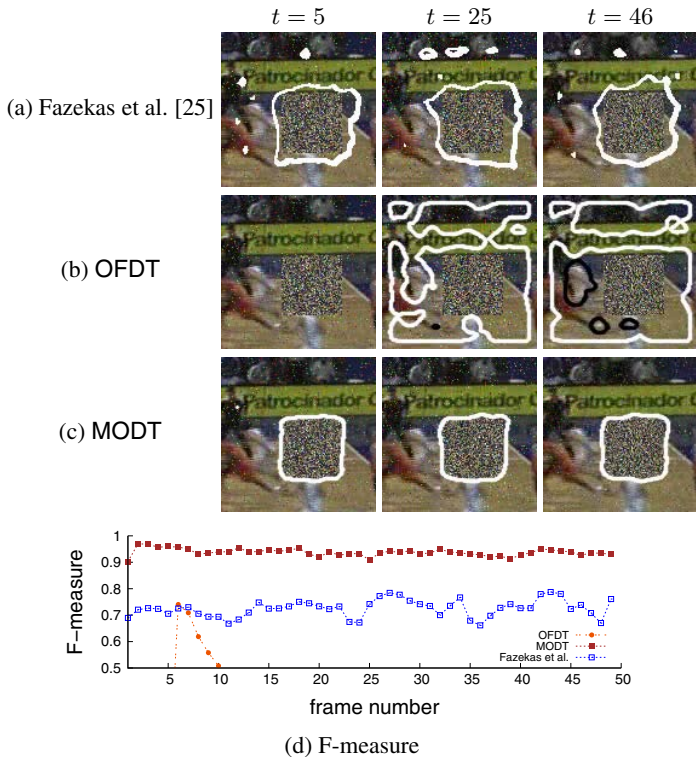 t = 5 t = 25 t = 46
(a) Fazekas et al. [25]
Patrocinador C
Patrocinador C
Patrocinador C
(b) OFDT
Patrocinador C
Patrocinador C
Patrocinador C
(c) MODT
Patrocinador C
Patrocinador C
Patrocinador C
1
0.9
0.8
0.7
0.6
0.5
F-measure
OFDT
MODT
Fazekas et al.
5 10 15 20 25 30 35 40 45 50
frame number
(d) F-measure